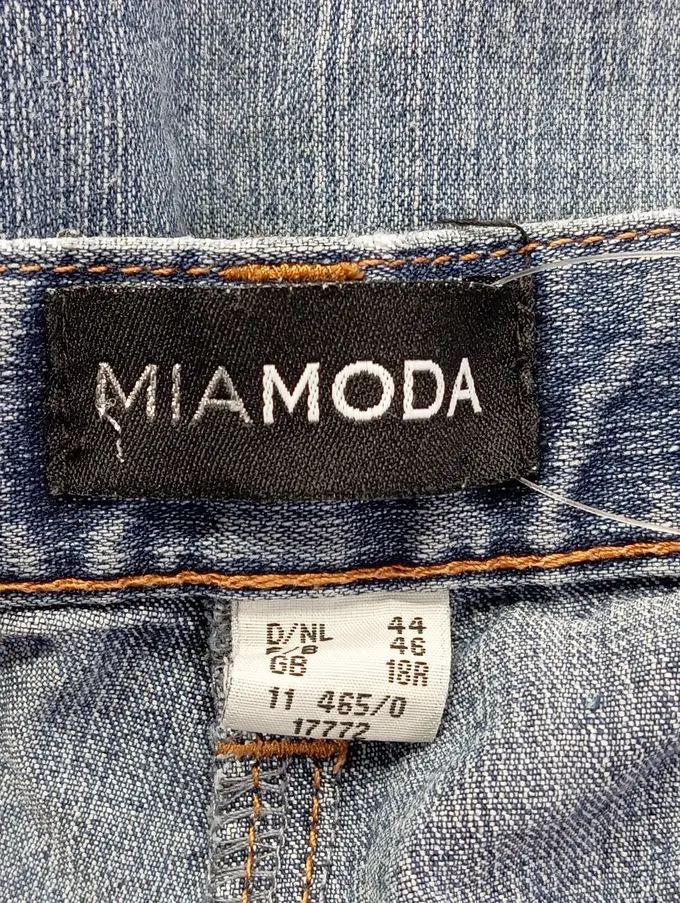 MIAMODA
D/NL 44
F/B 46
GB 18R
11 465/0
17772